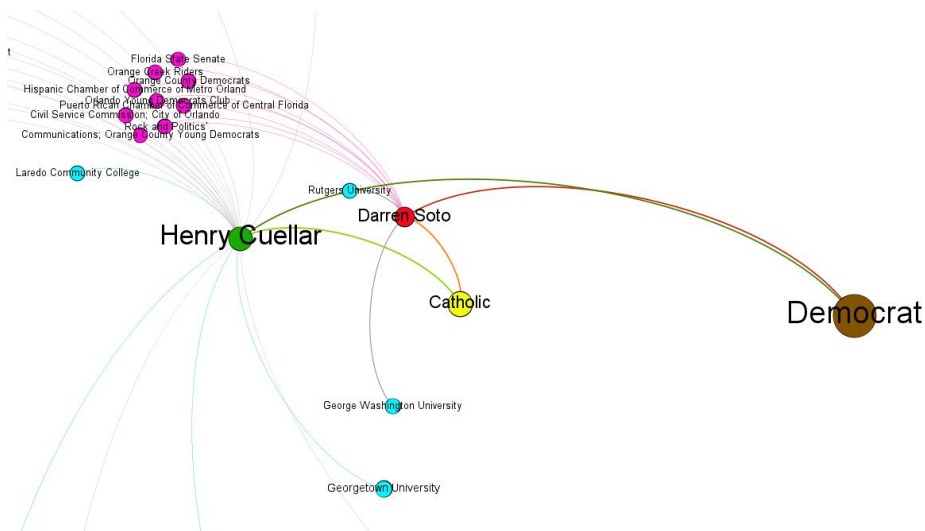 t
Florida State Senate
Orange Creek Riders
Orange County Democrats
Hispanic Chamber of Commerce of Metro Orland
Orlando Young Democrats Club
Puerto Rican Chamber of Commerce of Central Florida
Civil Service Commission; City of Orlando
Rock and Politics'
Communications; Orange County Young Democrats
Laredo Community College
Rutgers University
Darren Soto
Henry Cuellar
Catholic
Democrat
George Washington University
Georgetown University